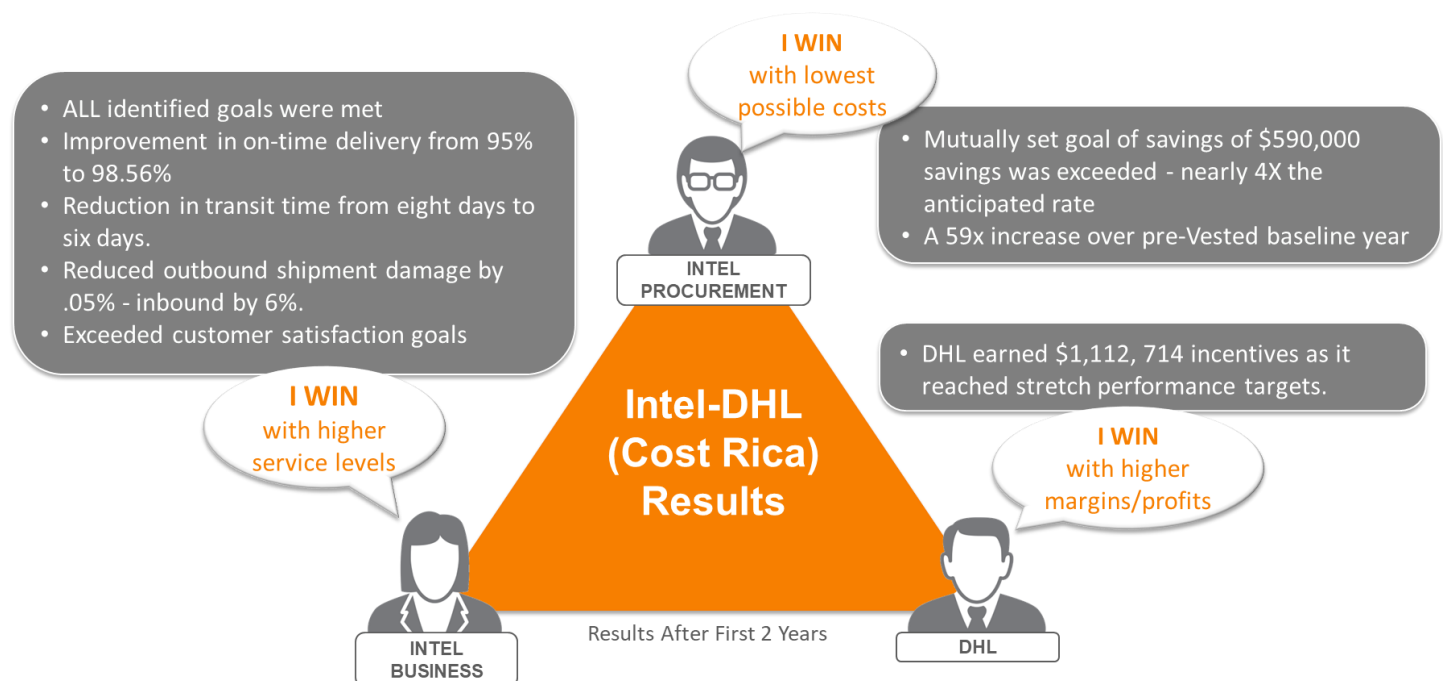 I WIN
with lowest
possible costs
• ALL identified goals were met
• Improvement in on-time delivery from 95%
to 98.56%
• Reduction in transit time from eight days to
six days.
• Reduced outbound shipment damage by
.05% - inbound by 6%.
• Exceeded customer satisfaction goals
• Mutually set goal of savings of $590,000
savings was exceeded - nearly 4X the
anticipated rate
• A 59x increase over pre-Vested baseline year
INTEL
PROCUREMENT
• DHL earned $1,112, 714 incentives as it
reached stretch performance targets.
I WIN
with higher
service levels
Intel-DHL
(Cost Rica)
Results
I WIN
with higher
margins/profits
INTEL
BUSINESS
Results After First 2 Years
DHL